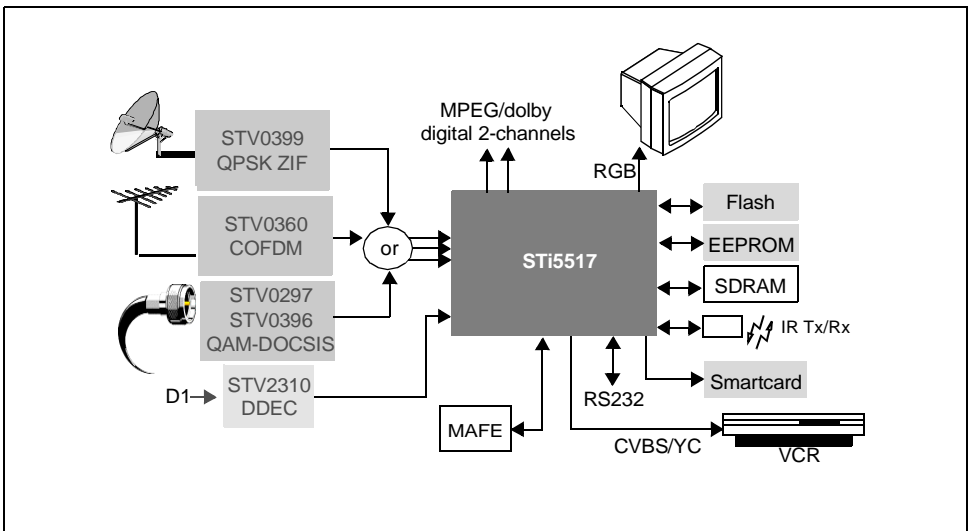 MPEG/dolby
digital 2-channels
STV0399
QPSK ZIF
RGB
STV0360
COFDM
or
STi5517
Flash
EEPROM
SDRAM
IR Tx/Rx
Smartcard
STV0297
STV0396
QAM-DOCSIS
D1
STV2310
DDEC
MAFE
RS232
CVBS/YC
VCR